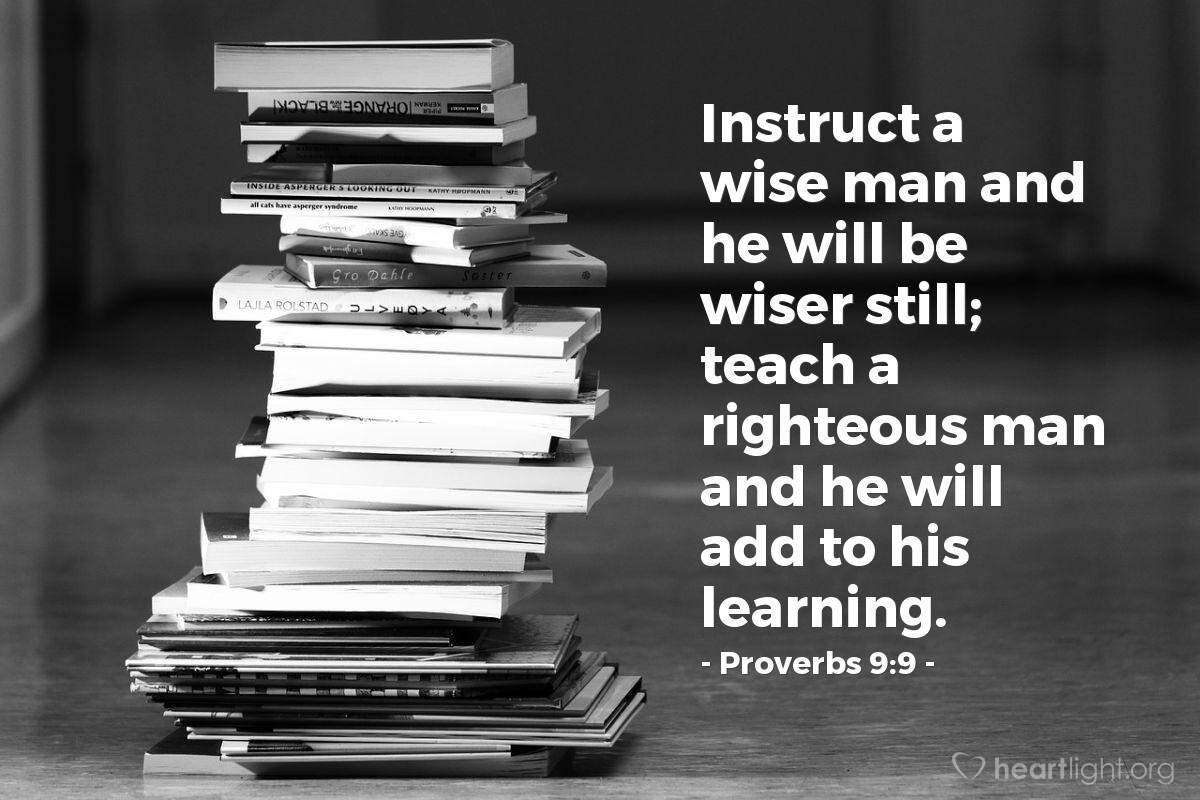 PIPER
KERMAN
ORANGE
BLACK
INSIDE ASPERGER'S LOOKING OUT KATHY HOOPMANN
all cats have asperger syndrome KATHY HOOPMANN
Gro Dahle Søster
LAJLA ROLSTAD ULVEØYA
Instruct a
wise man and
he will be
wiser still;
teach a
righteous man
and he will
add to his
learning.
- Proverbs 9:9 -
heartlight.org